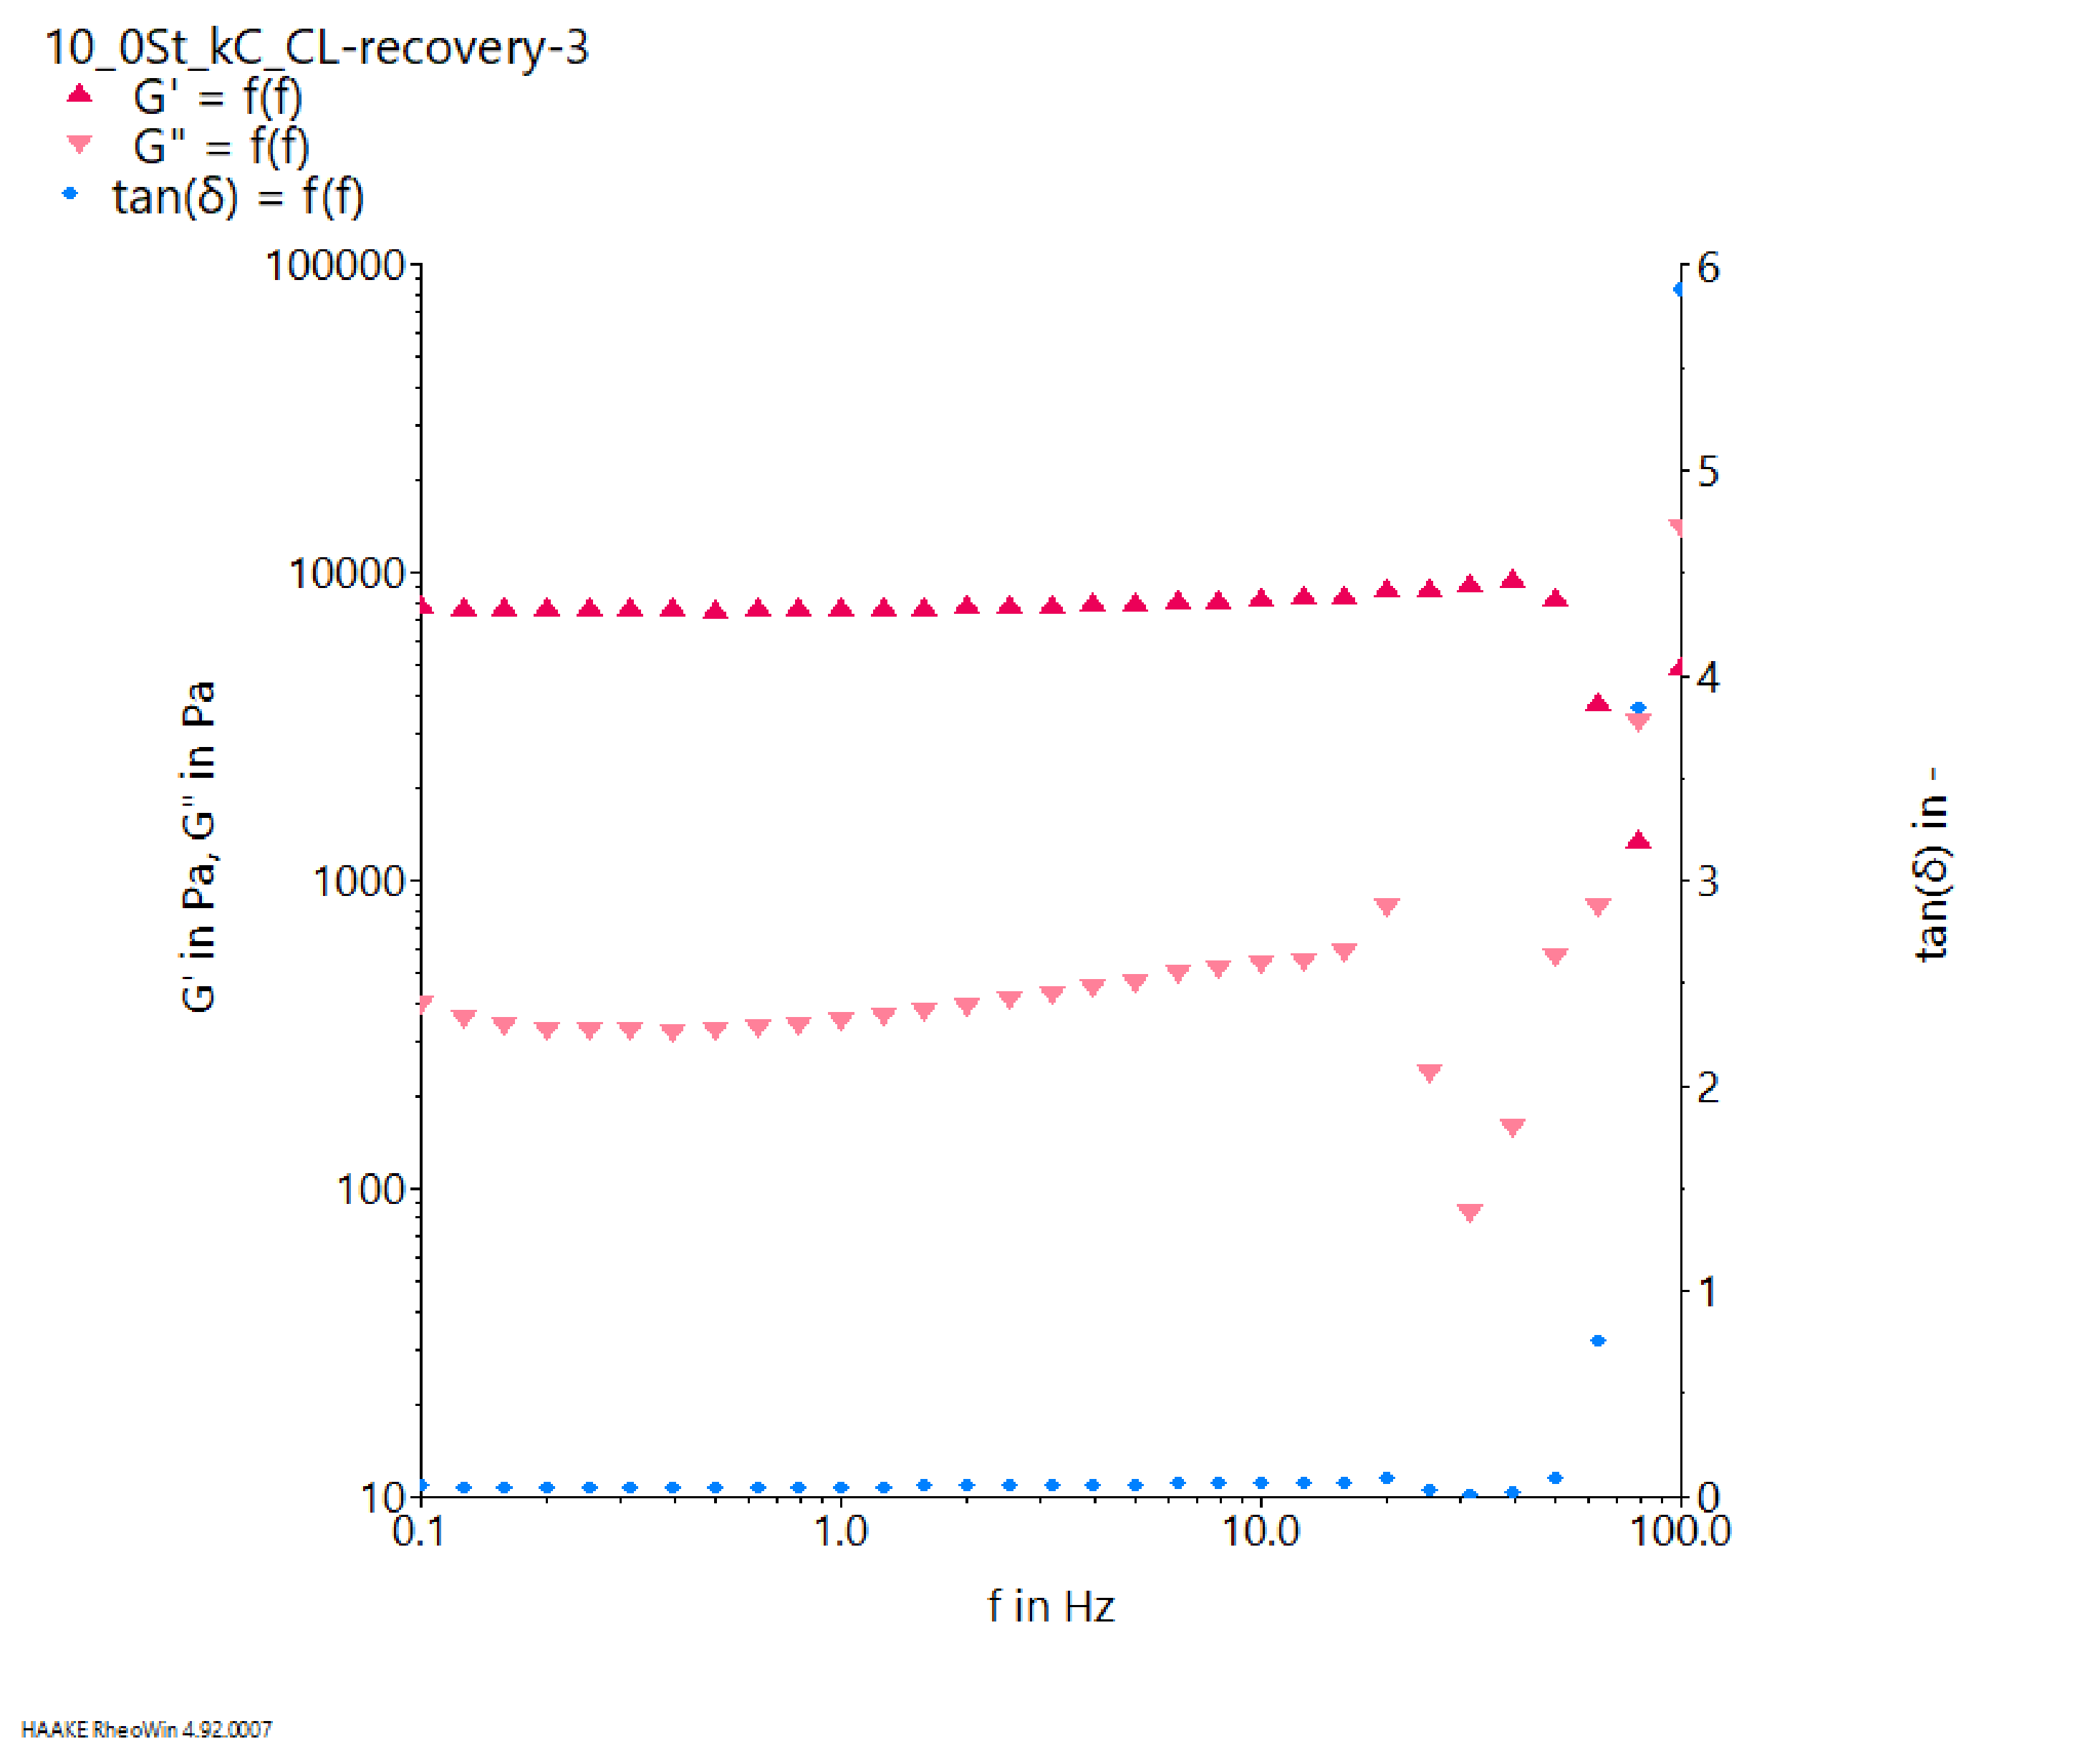 10_0St_kC_CL-recovery-3
G' = f(f)
G" = f(f)
tan(δ) = f(f)
100000
10000
1000
100
10
G' in Pa, G" in Pa
6
5
4
3
2
1
0
tan(δ) in -
0.1
1.0
10.0
100.0
f in Hz
HAAKE RheoWin 4.92.0007